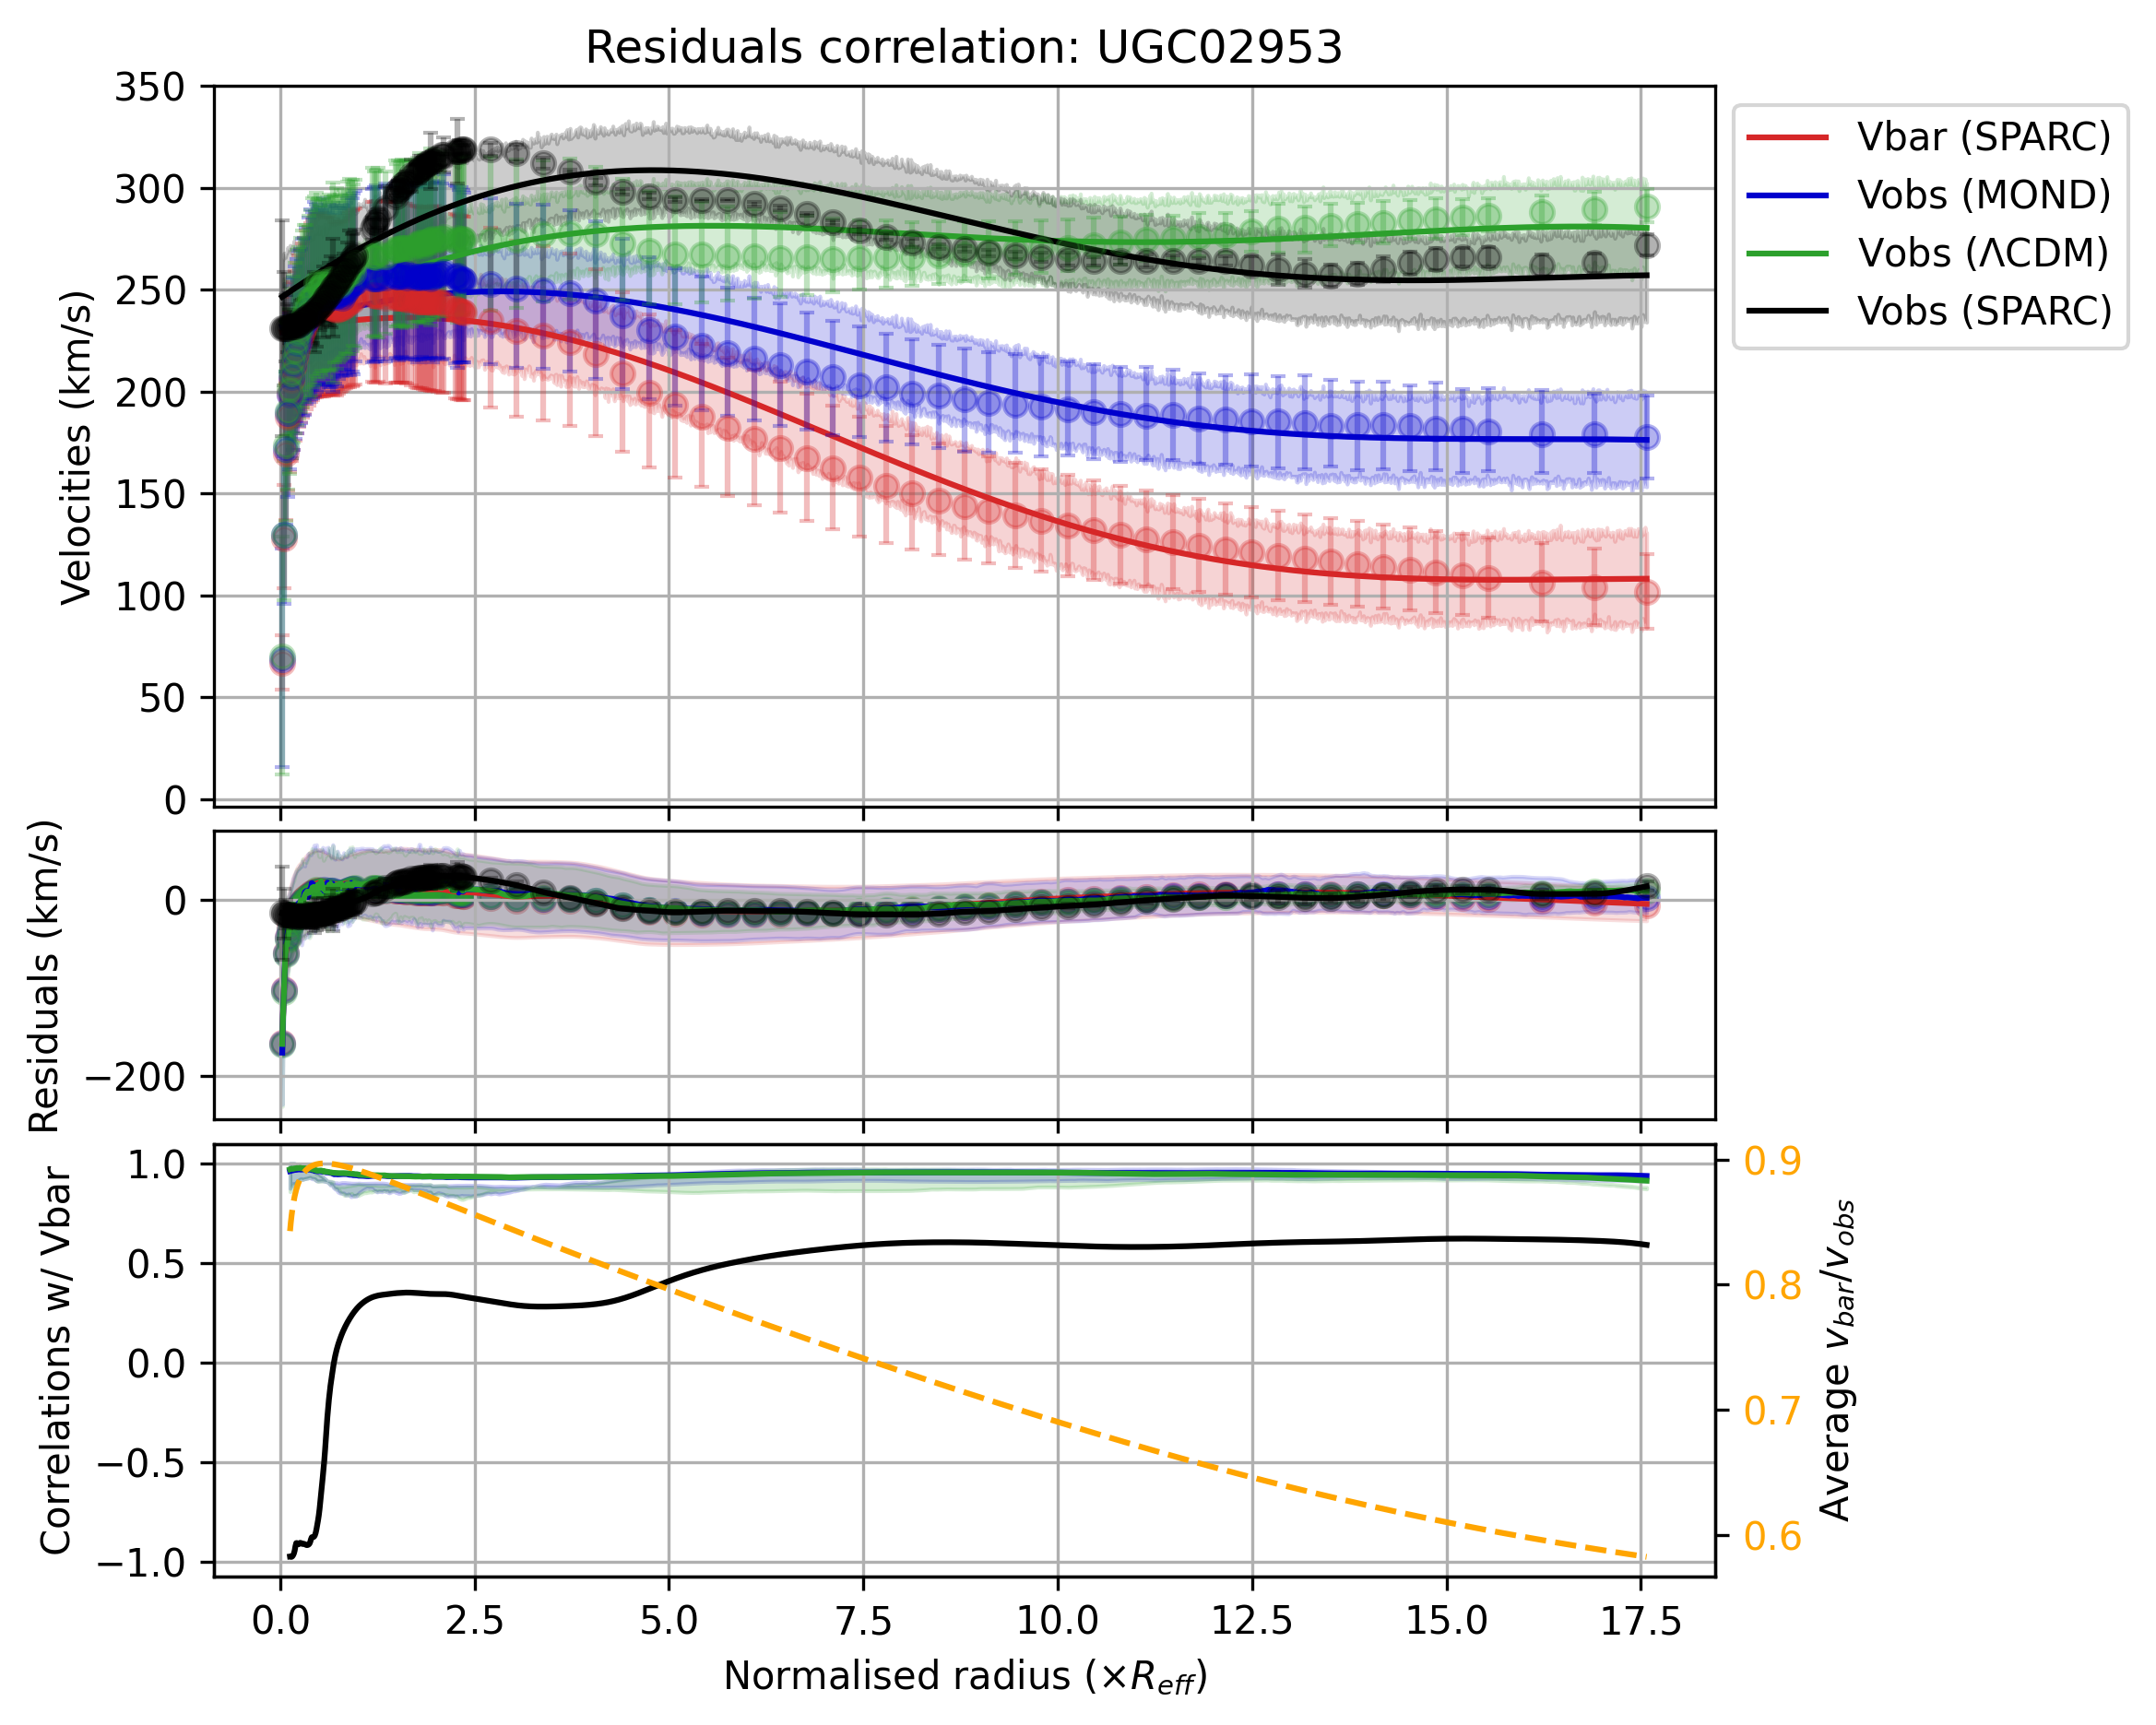 Residuals correlation: UGC02953
350
300
250
200
150
100
50
0
Velocities (km/s)
Vbar (SPARC)
Vobs (MOND)
Vobs (ΛCDM)
Vobs (SPARC)
0
−200
Residuals (km/s)
1.0
0.5
0.0
−0.5
−1.0
Correlations w/ Vbar
0.9
0.8
0.7
0.6
Average v_bar/v_obs
0.0 2.5 5.0 7.5 10.0 12.5 15.0 17.5
Normalised radius (×R_eff)